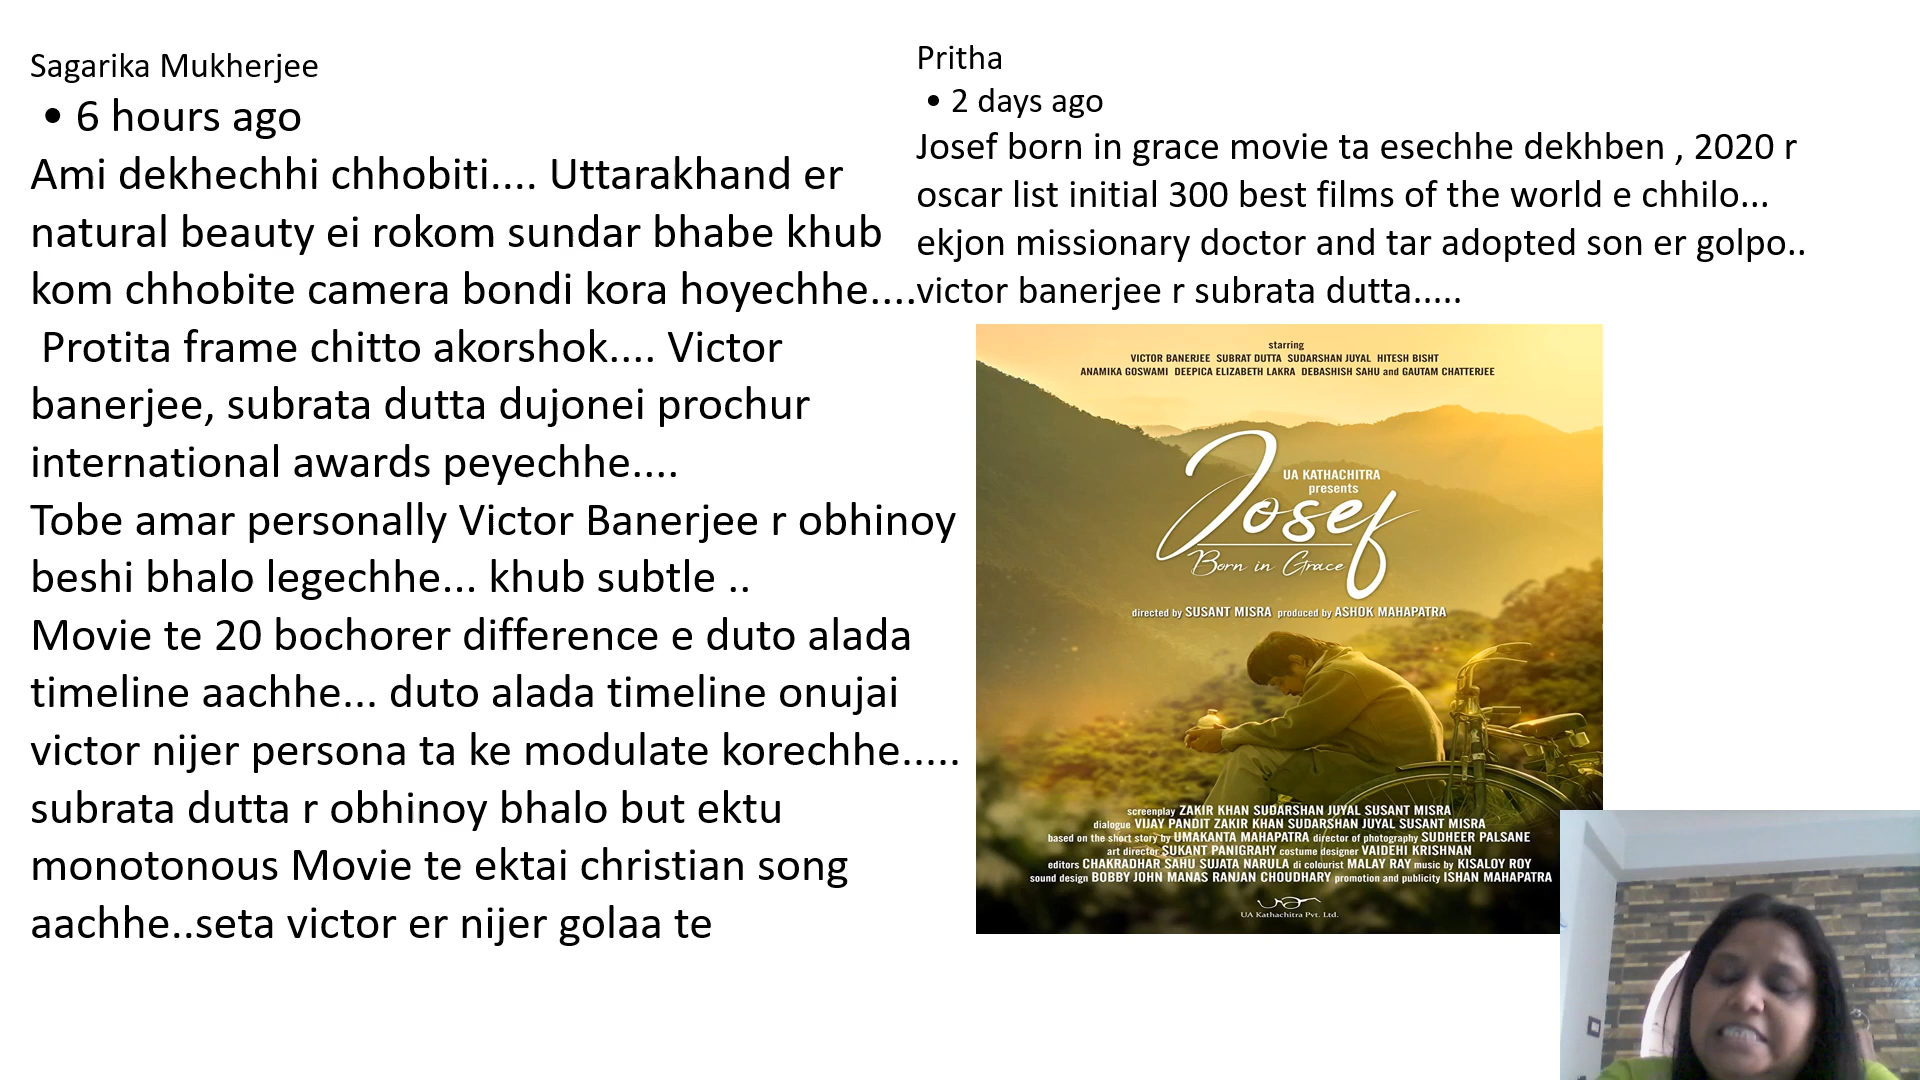 Sagarika Mukherjee
• 6 hours ago
Ami dekhechhi chhobiti.... Uttarakhand er
natural beauty ei rokom sundar bhabe khub
kom chhobite camera bondi kora hoyechhe....
Protita frame chitto akorshok.... Victor
banerjee, subrata dutta dujonei prochur
international awards peyechhe....
Tobe amar personally Victor Banerjee r obhinoy
beshi bhalo legechhe... khub subtle ..
Movie te 20 bochorer difference e duto alada
timeline aachhe... duto alada timeline onujai
victor nijer persona ta ke modulate korechhe.....
subrata dutta r obhinoy bhalo but ektu
monotonous Movie te ektai christian song
aachhe..seta victor er nijer golaa te
Pritha
• 2 days ago
Josef born in grace movie ta esechhe dekhben , 2020 r
oscar list initial 300 best films of the world e chhilo...
ekjon missionary doctor and tar adopted son er golpo..
victor banerjee r subrata dutta.....
starring
VICTOR BANERJEE SUBRAT DUTTA SUDARSHAN JUYAL HITESH BISHT
ANAMIKA GOSWAMI DEEPICA ELIZABETH LAKRA DEBASHISH SAHU and GAUTAM CHATTERJEE
UA KATHACHITRA
presents
Josef
Born in Grace
directed by SUSANT MISRA produced by ASHOK MAHAPATRA
screenplay ZAKIR KHAN SUDARSHAN JUYAL SUSANT MISRA
dialogue VIJAY PANDIT ZAKIR KHAN SUDARSHAN JUYAL SUSANT MISRA
based on the short story by UMAKANTA MAHAPATRA director of photography SUDHEER PALSANE
art director SUKANT PANIGRAHY costume designer VAIDEHI KRISHNAN
editors CHAKRADHAR SAHU SUJATA NARULA di colourist MALAY RAY music by KISALOY ROY
sound design BOBBY JOHN MANAS RANJAN CHOUDHARY promotion and publicity ISHAN MAHAPATRA
UA Kathachitra Pvt. Ltd.